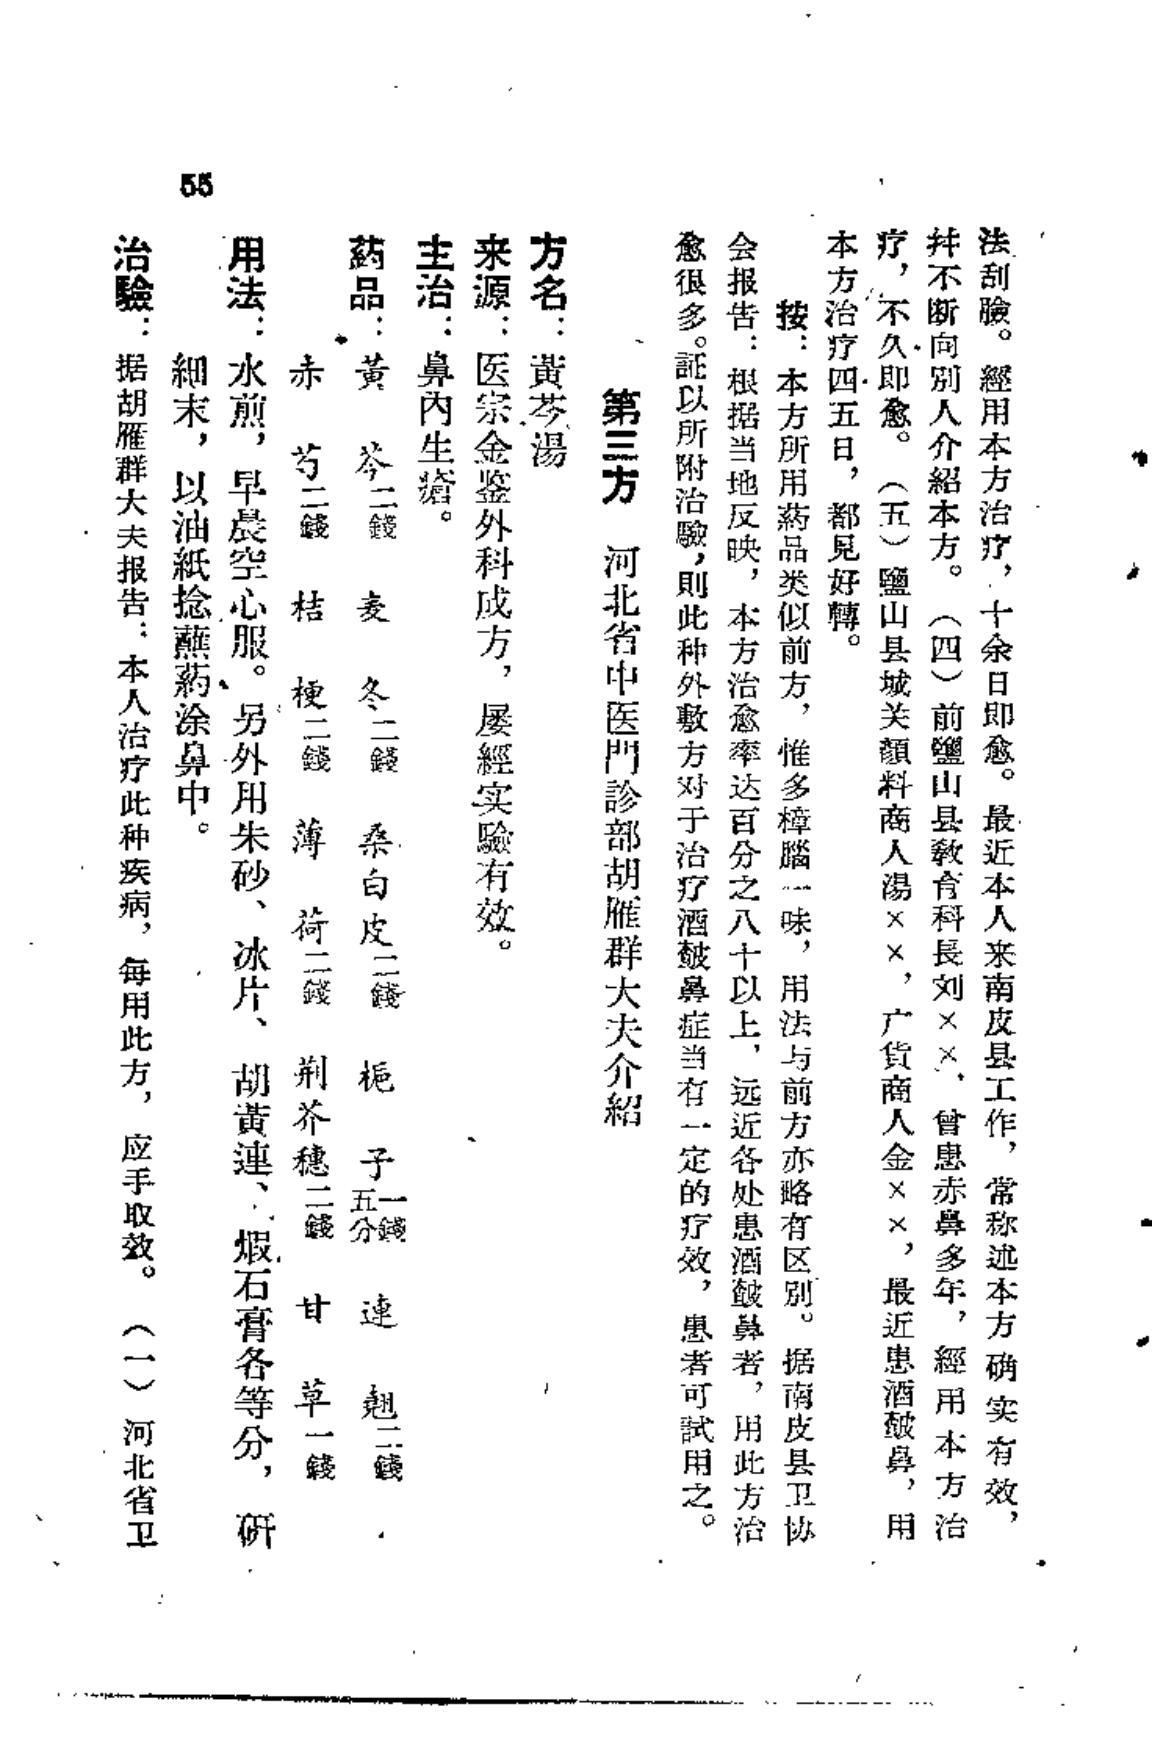 法刮驗。經用本方治疗，十余日即愈。最近本人来南皮县工作，常称述本方确实有效，
幷不断向別人介紹本方。（四）前鹽山县敎育科長刘××，曾患赤鼻多年，經用本方治
疗，不久即愈。（五）鹽山县城关顏料商人湯××，广貨商人金××，最近患酒皶鼻，用
本方治疗四五日，都見好轉。
按：本方所用葯品类似前方，惟多樟腦一味，用法与前方亦略有区別。据南皮县卫协
会报告：根据当地反映，本方治愈率达百分之八十以上，远近各处患酒皶鼻者，用此方治
愈很多。証以所附治驗，則此种外敷方对于治疗酒皶鼻症当有一定的疗效，患者可試用之。
第三方　河北省中医門診部胡雁群大夫介紹
方名：黃芩湯
来源：医宗金鉴外科成方，屡經实驗有效。
主治：鼻內生瘡。
葯品：黃芩二錢　麦冬二錢　桑白皮二錢　梔子一錢五分　連翹二錢
赤芍二錢　桔梗二錢　薄荷二錢　荆芥穗二錢　甘草一錢
用法：水煎，早晨空心服。另外用朱砂、冰片、胡黃連、煆石膏各等分，研
細末，以油紙捻蘸葯涂鼻中。
治驗：据胡雁群大夫报告：本人治疗此种疾病，每用此方，应手取效。（一）河北省卫
55